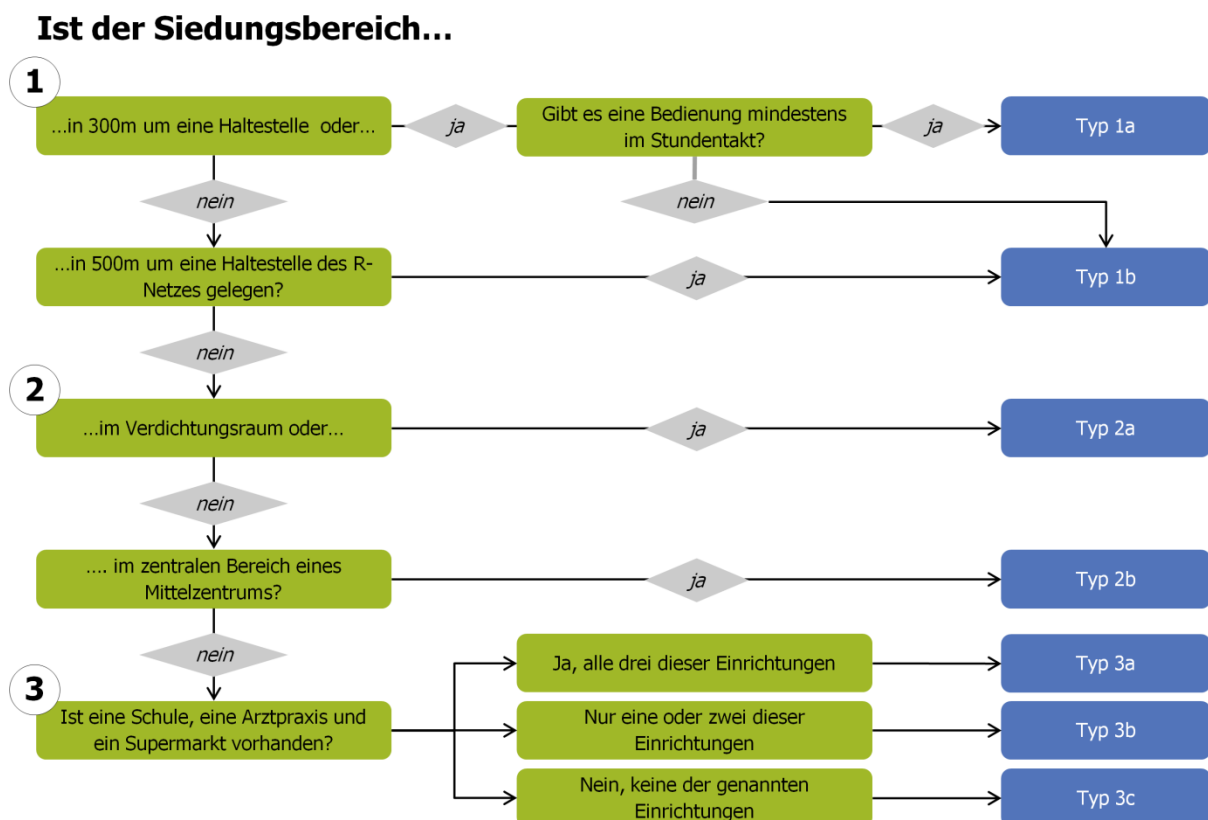 Ist der Siedungsbereich...
1
...in 300m um eine Haltestelle oder...
ja
Gibt es eine Bedienung mindestens
im Stundentakt?
ja
Typ 1a
nein
nein
...in 500m um eine Haltestelle des R-
Netzes gelegen?
ja
Typ 1b
nein
2
...im Verdichtungsraum oder...
ja
Typ 2a
nein
.... im zentralen Bereich eines
Mittelzentrums?
ja
Typ 2b
nein
3
Ist eine Schule, eine Arztpraxis und
ein Supermarkt vorhanden?
Ja, alle drei dieser Einrichtungen
Typ 3a
Nur eine oder zwei dieser
Einrichtungen
Typ 3b
Nein, keine der genannten
Einrichtungen
Typ 3c